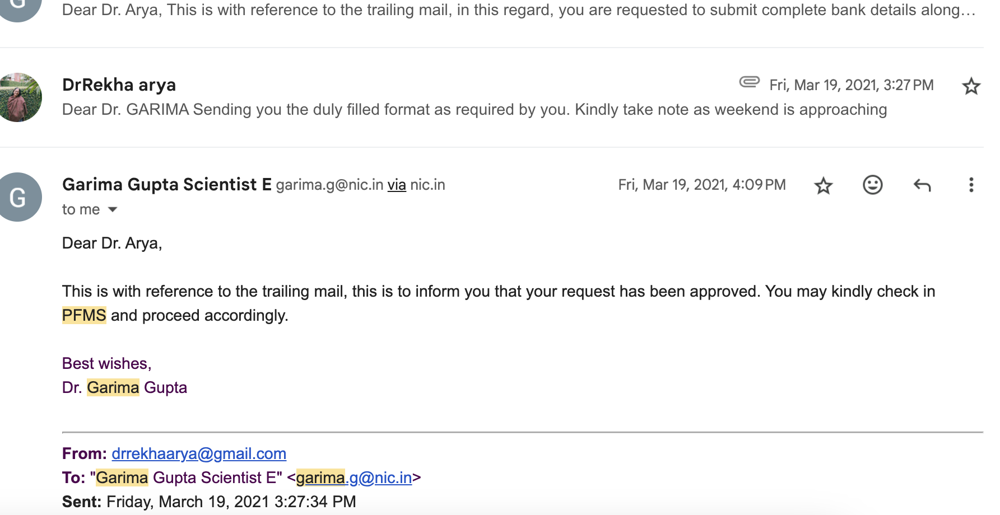 G
Dear Dr. Arya, This is with reference to the trailing mail, in this regard, you are requested to submit complete bank details along…
DrRekha arya
Fri, Mar 19, 2021, 3:27 PM
Dear Dr. GARIMA Sending you the duly filled format as required by you. Kindly take note as weekend is approaching
G
Garima Gupta Scientist E garima.g@nic.in via nic.in
Fri, Mar 19, 2021, 4:09 PM
to me
Dear Dr. Arya,
This is with reference to the trailing mail, this is to inform you that your request has been approved. You may kindly check in
PFMS and proceed accordingly.
Best wishes,
Dr. Garima Gupta
From: drrekhaarya@gmail.com
To: "Garima Gupta Scientist E" <garima.g@nic.in>
Sent: Friday, March 19, 2021 3:27:34 PM